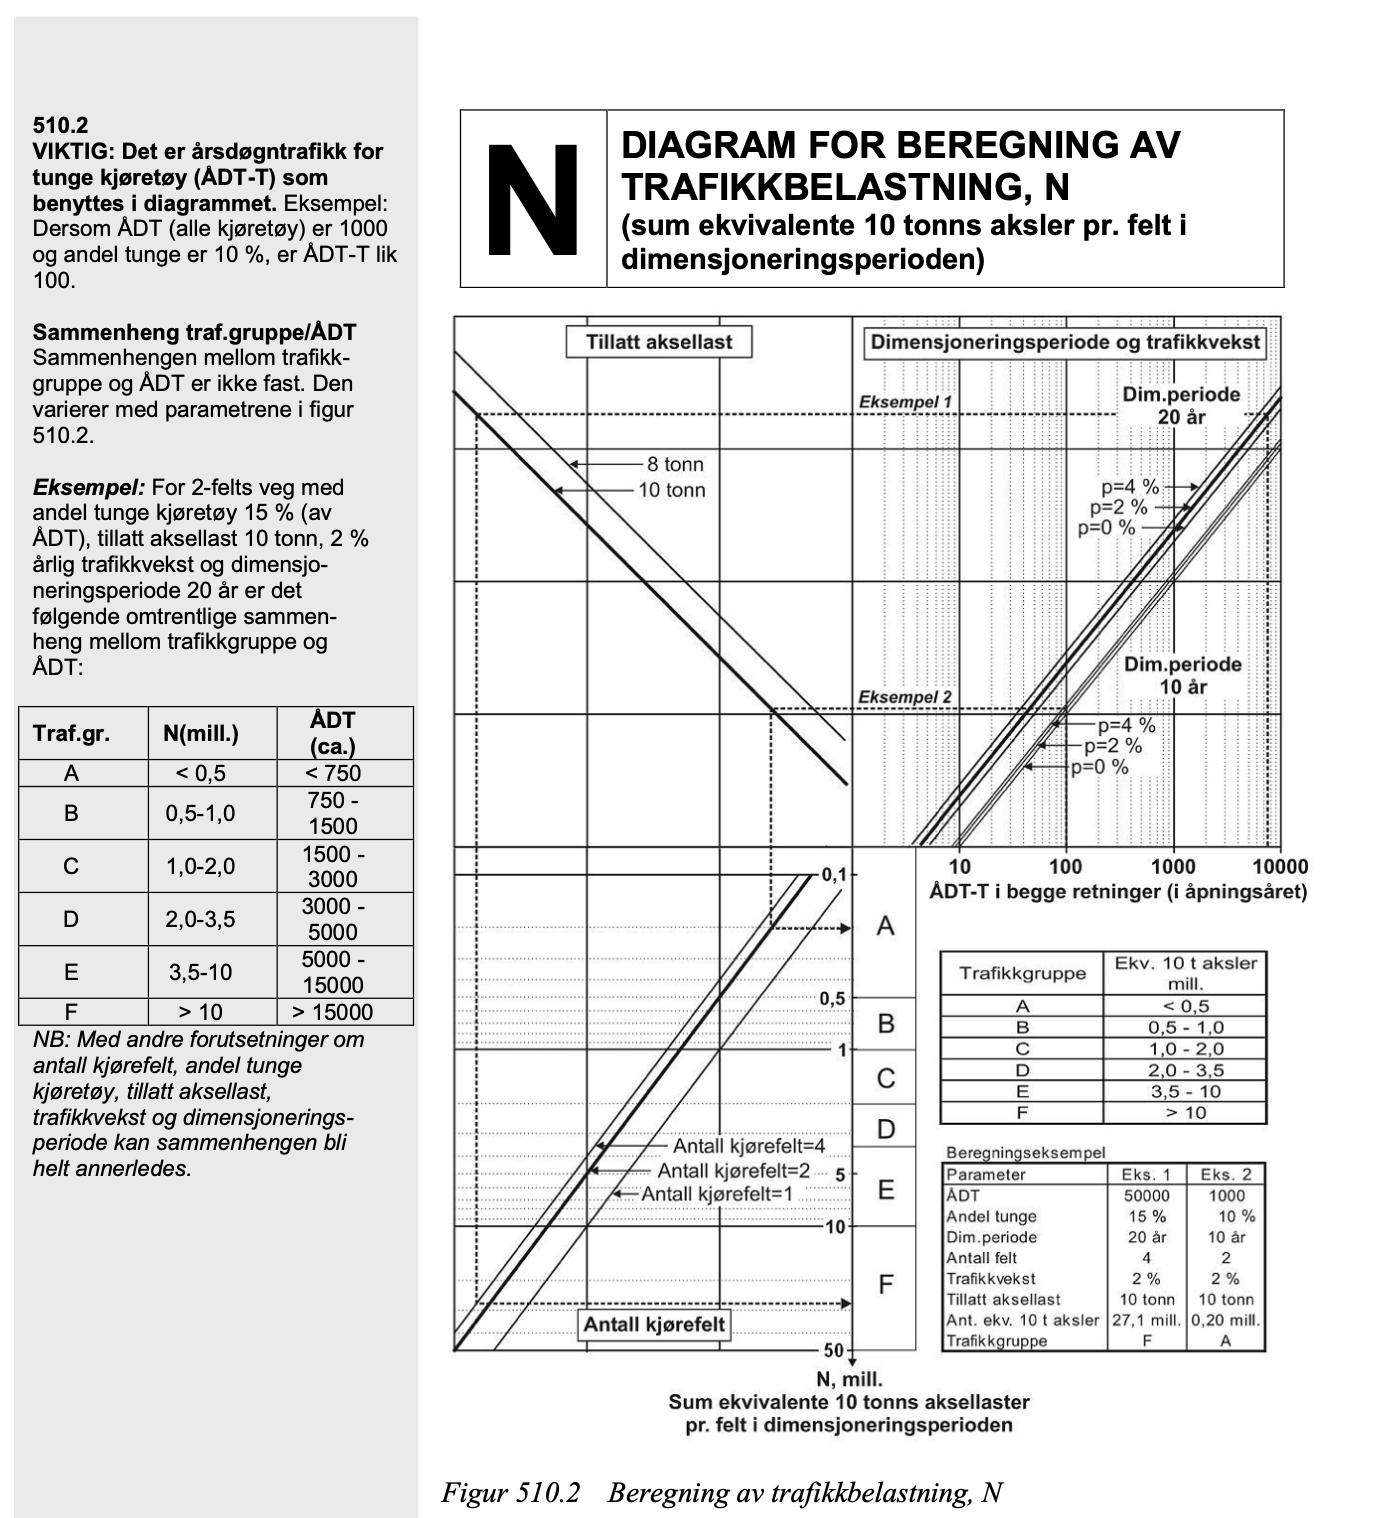 510.2
VIKTIG: Det er årsdøgntrafikk for
tunge kjøretøy (ÅDT-T) som
benyttes i diagrammet. Eksempel:
Dersom ÅDT (alle kjøretøy) er 1000
og andel tunge er 10 %, er ÅDT-T lik
100.
Sammenheng traf.gruppe/ÅDT
Sammenhengen mellom trafikk-
gruppe og ÅDT er ikke fast. Den
varierer med parametrene i figur
510.2.
Eksempel: For 2-felts veg med
andel tunge kjøretøy 15 % (av
ÅDT), tillatt aksellast 10 tonn, 2 %
årlig trafikkvekst og dimensjo-
neringsperiode 20 år er det
følgende omtrentlige sammen-
heng mellom trafikkgruppe og
ÅDT:
Traf.gr. N(mill.) ÅDT
(ca.)
A < 0,5 < 750
B 0,5-1,0 750 -
1500
C 1,0-2,0 1500 -
3000
D 2,0-3,5 3000 -
5000
E 3,5-10 5000 -
15000
F > 10 > 15000
NB: Med andre forutsetninger om
antall kjørefelt, andel tunge
kjøretøy, tillatt aksellast,
trafikkvekst og dimensjonerings-
periode kan sammenhengen bli
helt annerledes.
N
DIAGRAM FOR BEREGNING AV
TRAFIKKBELASTNING, N
(sum ekvivalente 10 tonns aksler pr. felt i
dimensjoneringsperioden)
Tillatt aksellast
Dimensjoneringsperiode og trafikkvekst
Eksempel 1
Dim.periode
20 år
8 tonn
10 tonn
p=4 %
p=2 %
p=0 %
Dim.periode
10 år
Eksempel 2
p=4 %
p=2 %
p=0 %
10 100 1000 10000
ÅDT-T i begge retninger (i åpningsåret)
0,1
A
0,5
B
1
C
D
Antall kjørefelt=4
Antall kjørefelt=2
5
E
Antall kjørefelt=1
10
F
Antall kjørefelt
50
N, mill.
Sum ekvivalente 10 tonns aksellaster
pr. felt i dimensjoneringsperioden
Trafikkgruppe Ekv. 10 t aksler
mill.
A < 0,5
B 0,5 - 1,0
C 1,0 - 2,0
D 2,0 - 3,5
E 3,5 - 10
F > 10
Beregningseksempel
Parameter Eks. 1 Eks. 2
ÅDT 50000 1000
Andel tunge 15 % 10 %
Dim.periode 20 år 10 år
Antall felt 4 2
Trafikkvekst 2 % 2 %
Tillatt aksellast 10 tonn 10 tonn
Ant. ekv. 10 t aksler 27,1 mill. 0,20 mill.
Trafikkgruppe F A
Figur 510.2 Beregning av trafikkbelastning, N